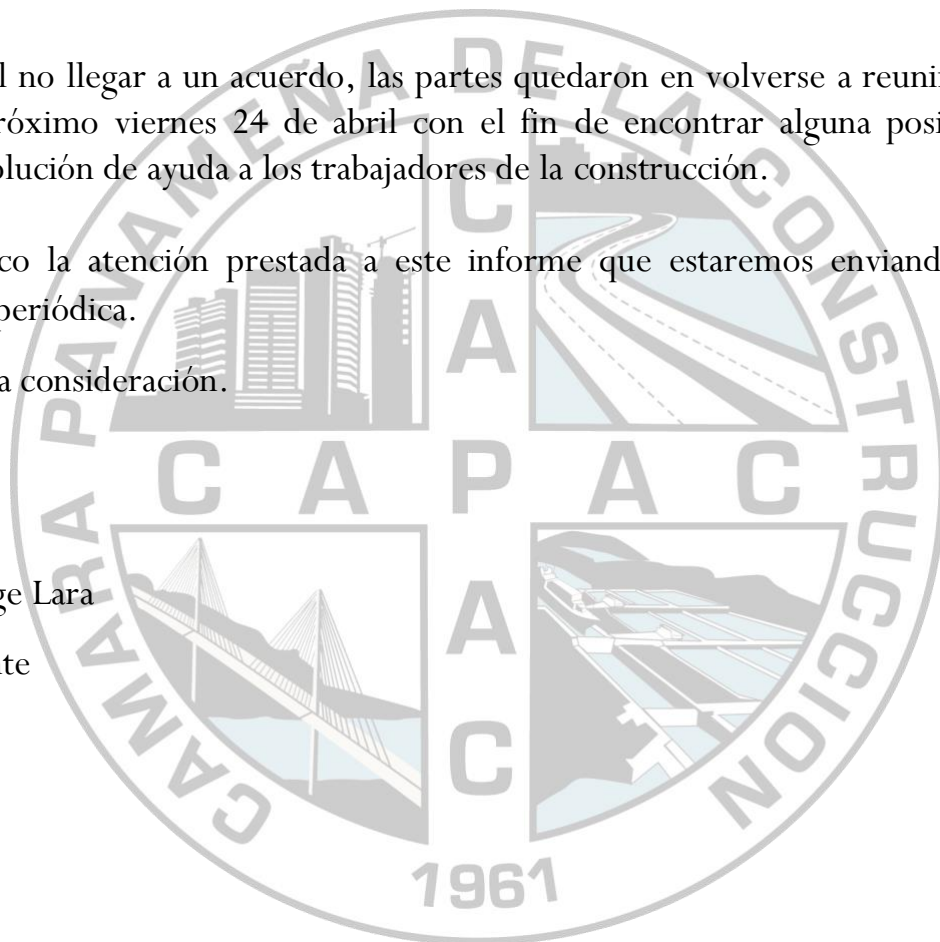 l no llegar a un acuerdo, las partes quedaron en volverse a reuni
róximo viernes 24 de abril con el fin de encontrar alguna posi
olución de ayuda a los trabajadores de la construcción.
co la atención prestada a este informe que estaremos enviand
periódica.
a consideración.
ge Lara
te
CAMARA PANAMEÑA DE LA CONSTRUCCION
CAPAC
CAPAC
1961